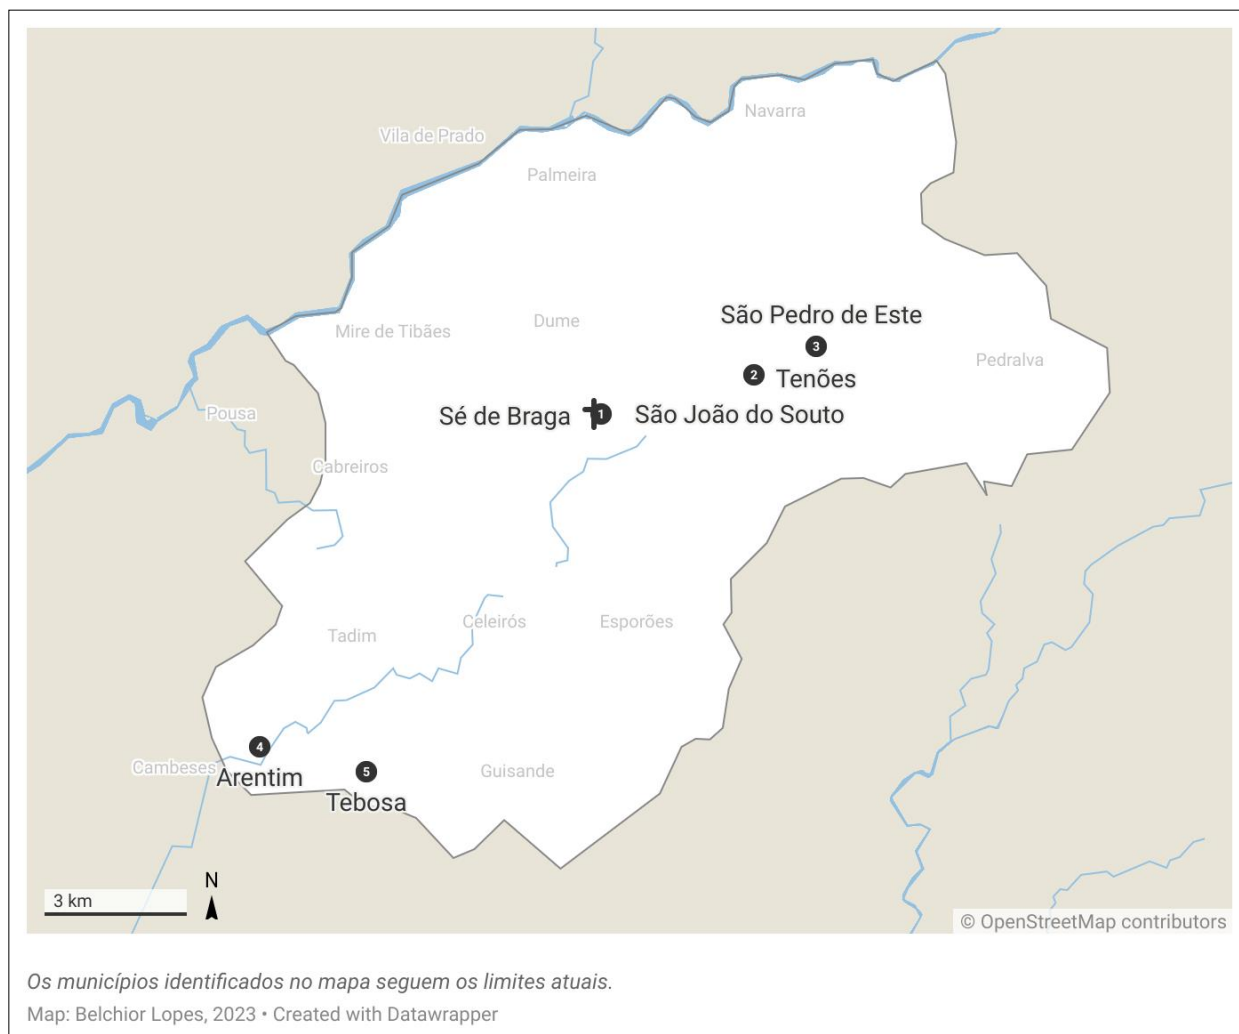 Navarra
Vila de Prado
Palmeira
São Pedro de Este
Dume
Mire de Tibães
3
Pedralva
2
Tenões
Sé de Braga
1
São João do Souto
Pousa
Cabreiros
Celeirós
Esporões
Tadim
4
Cambeses
Arentim
5
Guisande
Tebosa
N
3 km
© OpenStreetMap contributors
Os municípios identificados no mapa seguem os limites atuais.
Map: Belchior Lopes, 2023 • Created with Datawrapper